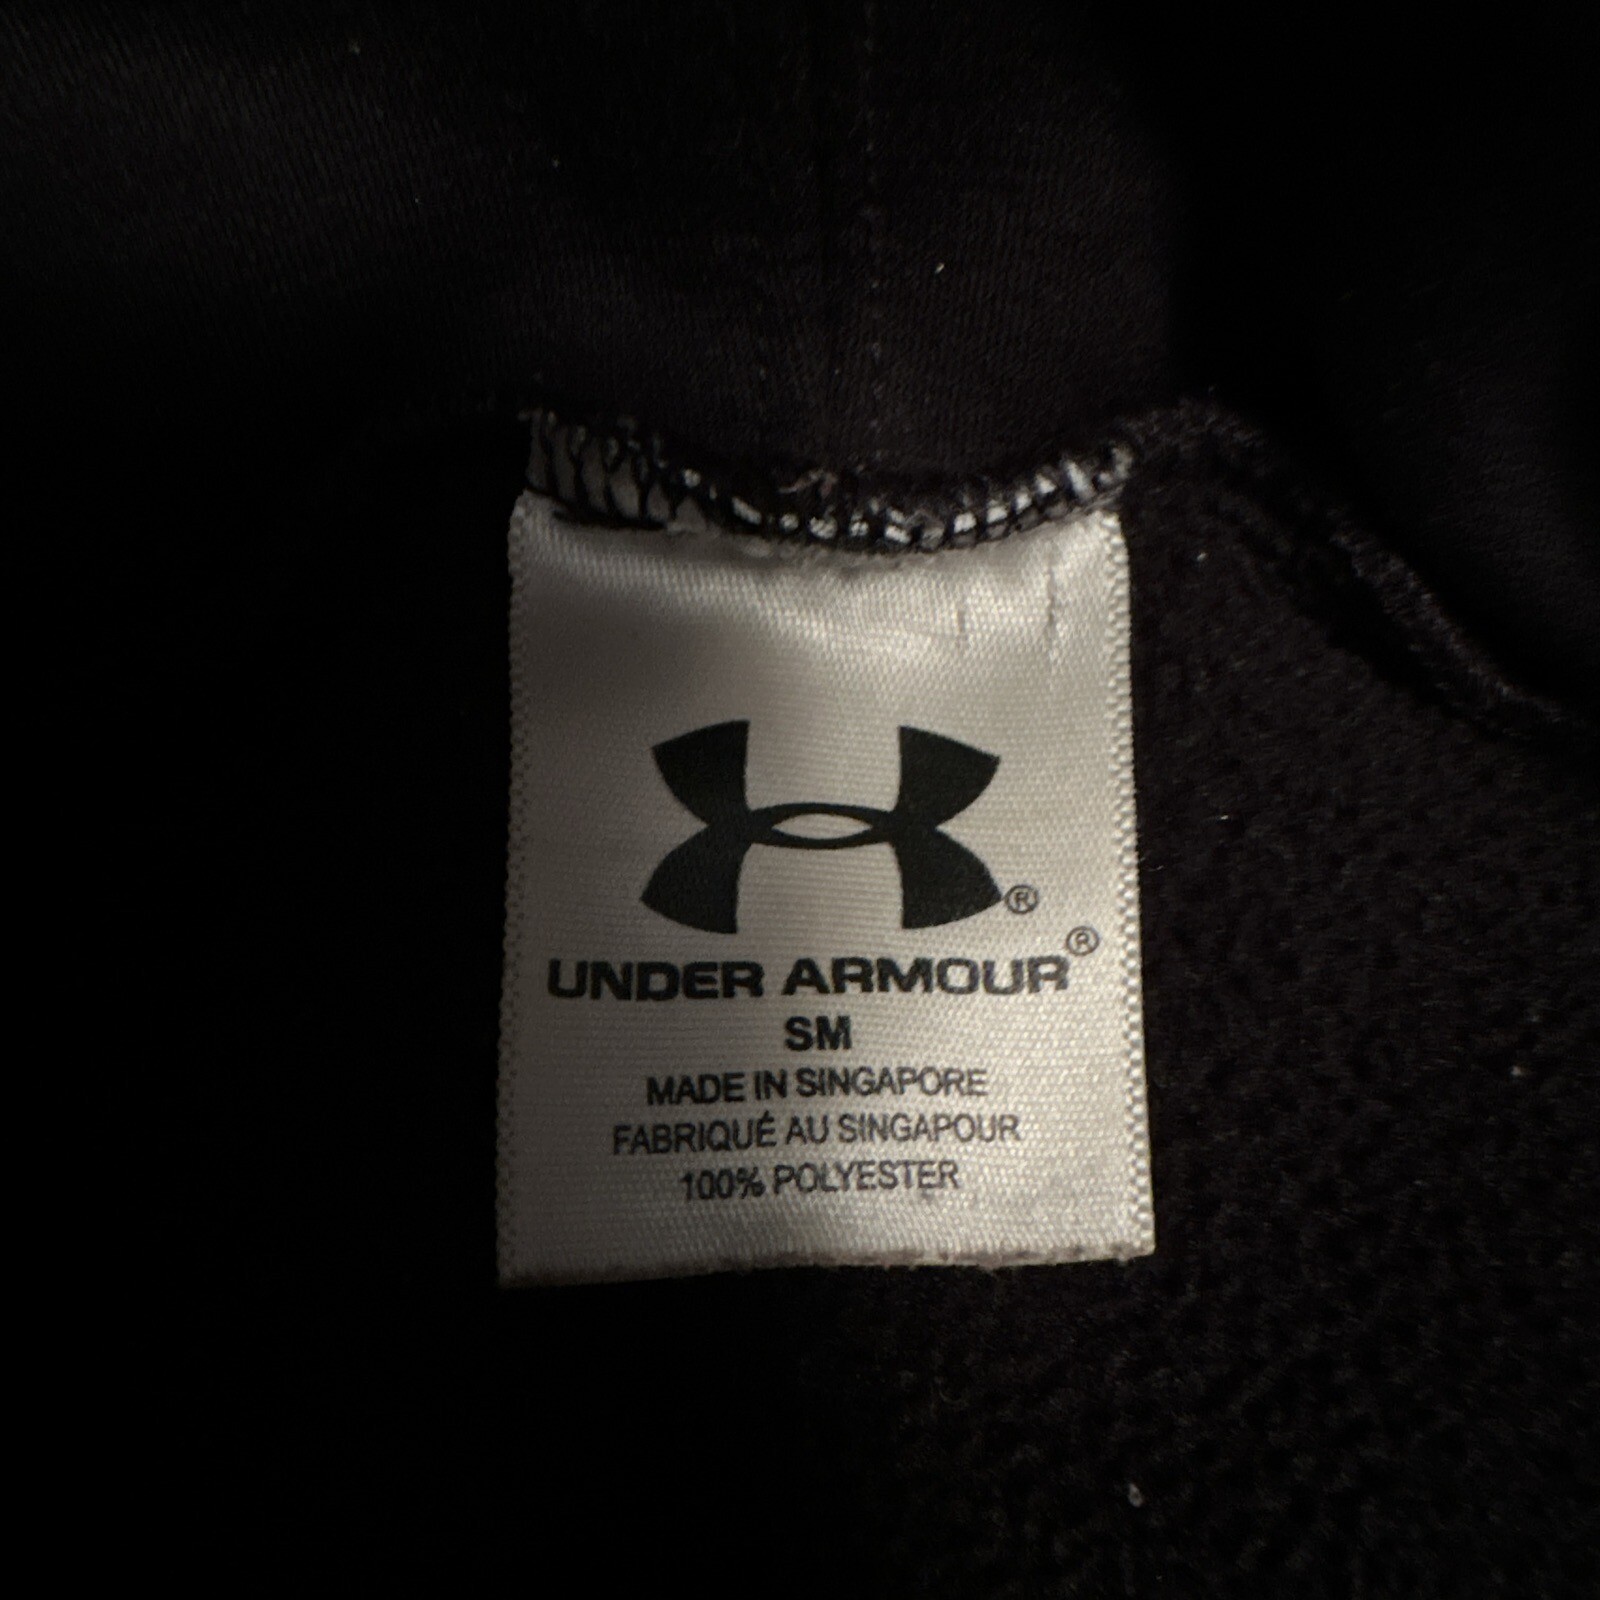 ®
UNDER ARMOUR®
SM
MADE IN SINGAPORE
FABRIQUÉ AU SINGAPOUR
100% POLYESTER